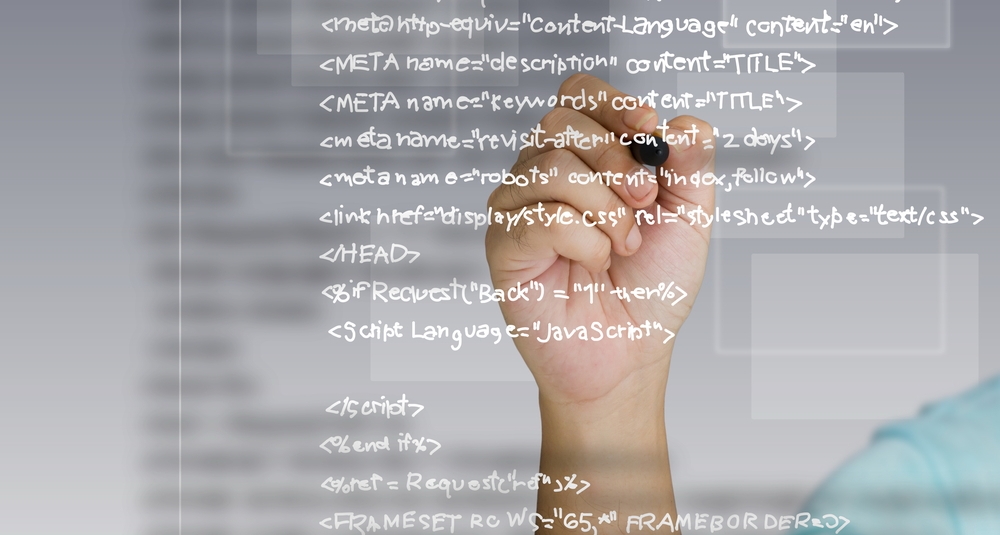 <meta http-equiv="Content-Language" content="en">
<META name="description" content="TITLE">
<META name="keywords" content="TITLE">
<meta name="revisit-after" content="2 days">
<meta name="robots" content="index,follow">
<link href="display/style.css" rel="stylesheet" type="text/css">
</HEAD>
<%if Request("Back") = "1" then%>
<Script Language="JavaScript">
</script>
<%end if%>
<%ref = Request("ref")%>
<FRAMESET ROWS="65,*" FRAMEBORDER=0>